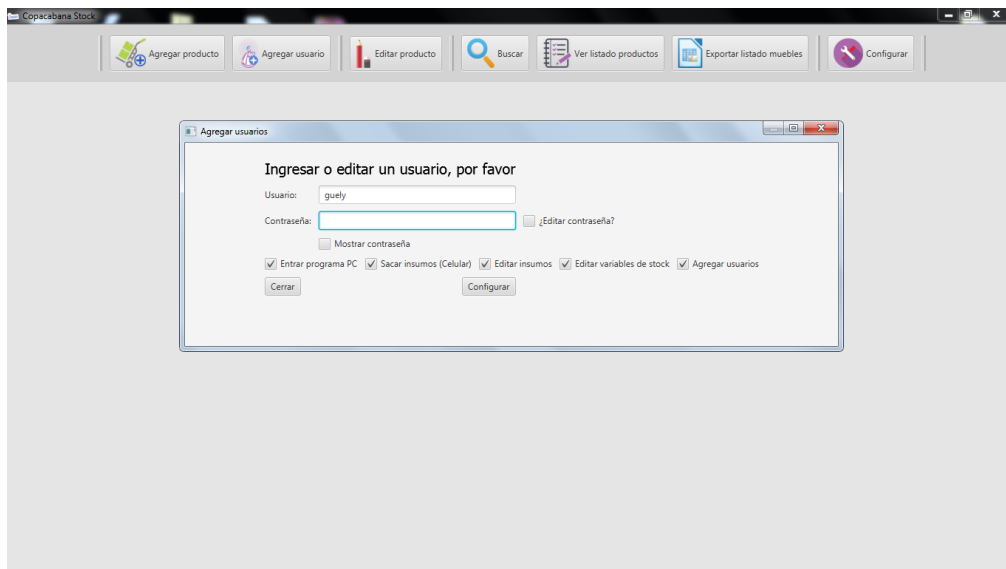 Copacabana Stock
Agregar producto Agregar usuario Editar producto Buscar Ver listado productos Exportar listado muebles Configurar
Agregar usuarios
Ingresar o editar un usuario, por favor
Usuario: guely
Contraseña: ¿Editar contraseña?
Mostrar contraseña
Entrar programa PC Sacar insumos (Celular) Editar insumos Editar variables de stock Agregar usuarios
Cerrar Configurar